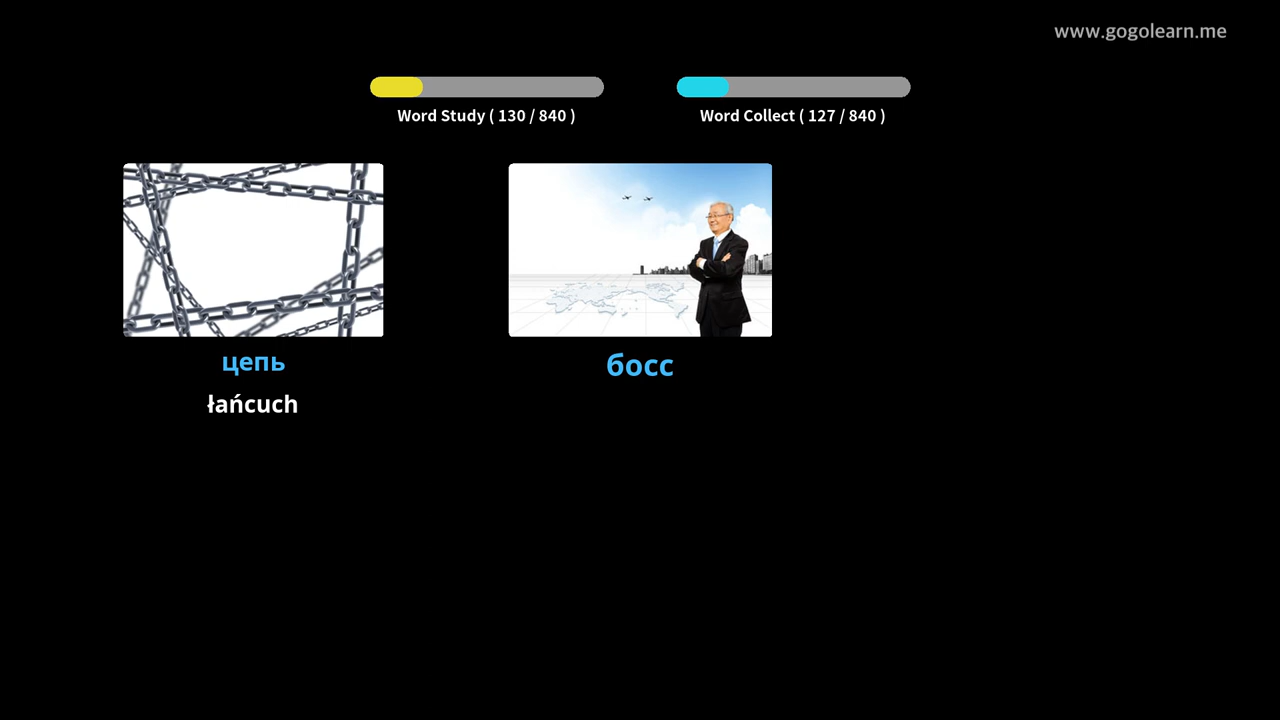 www.gogolearn.me
Word Study ( 130 / 840 )
Word Collect ( 127 / 840 )
цепь
łańcuch
босс